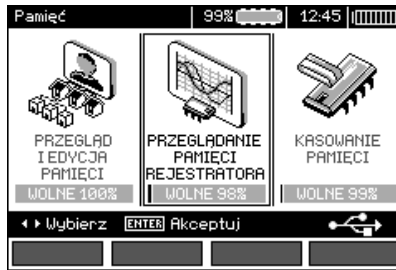 Pamięć 99% 12:45
PRZEGLĄD
I EDYCJA
PAMIĘCI
WOLNE 100%
PRZEGLĄDANIE
PAMIĘCI
REJESTRATORA
WOLNE 98%
KASOWANIE
PAMIĘCI
WOLNE 99%
Wybierz ENTER Akceptuj